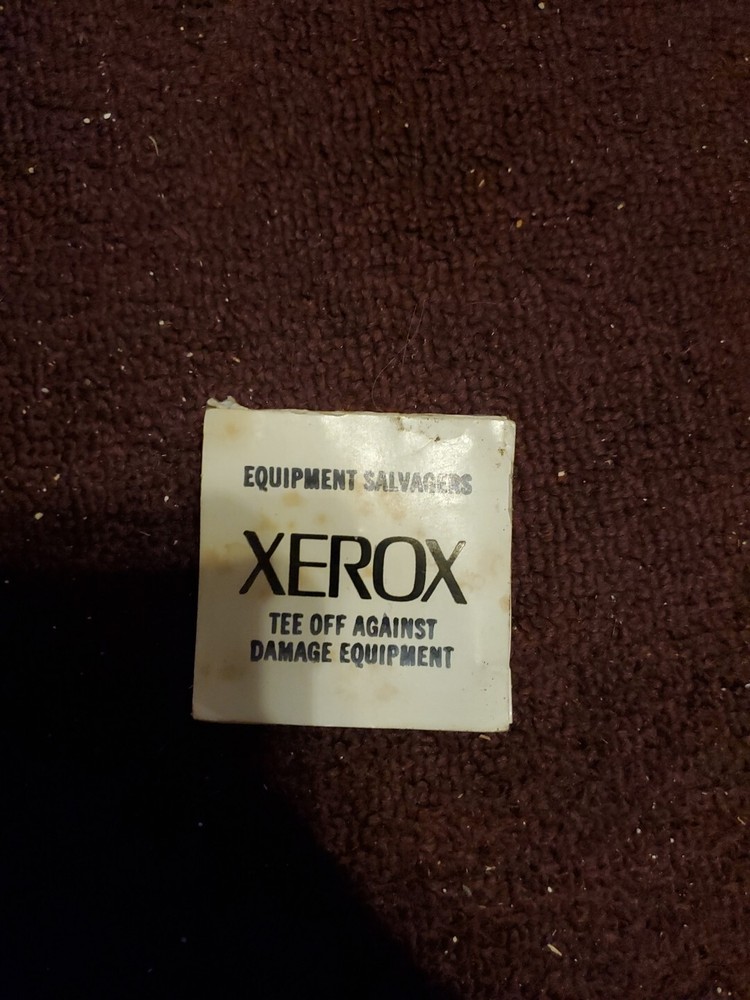 EQUIPMENT SALVAGERS
XEROX
TEE OFF AGAINST
DAMAGE EQUIPMENT